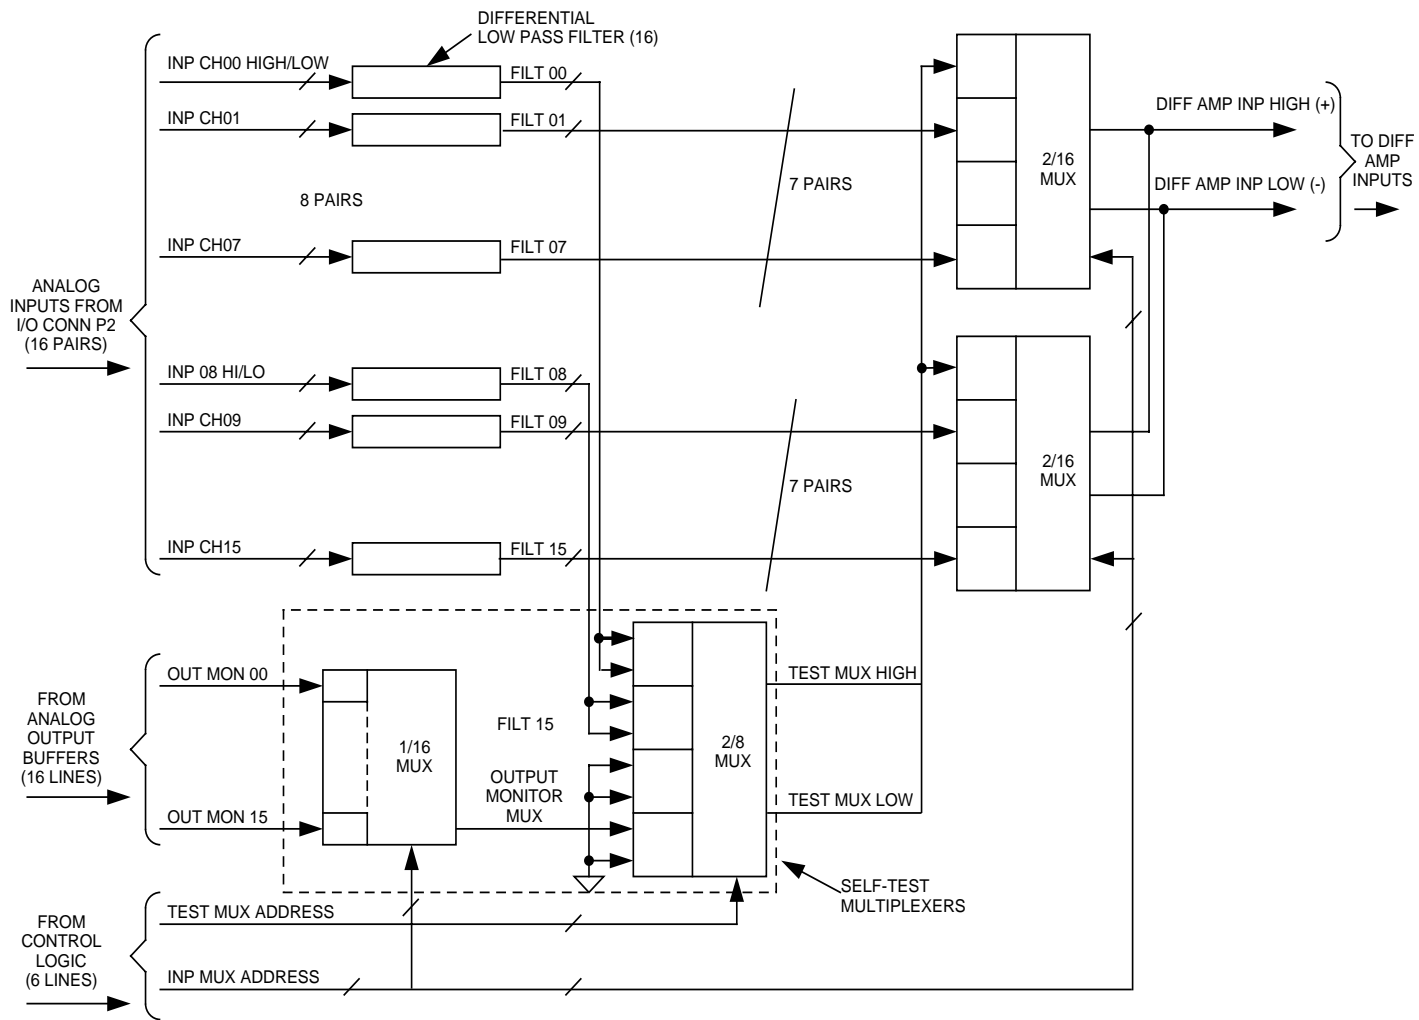 DIFFERENTIAL
LOW PASS FILTER (16)
INP CH00 HIGH/LOW
FILT 00
INP CH01
FILT 01
8 PAIRS
7 PAIRS
INP CH07
FILT 07
2/16
MUX
DIFF AMP INP HIGH (+)
DIFF AMP INP LOW (-)
TO DIFF
AMP
INPUTS
ANALOG
INPUTS FROM
I/O CONN P2
(16 PAIRS)
INP 08 HI/LO
FILT 08
INP CH09
FILT 09
7 PAIRS
2/16
MUX
INP CH15
FILT 15
FROM
ANALOG
OUTPUT
BUFFERS
(16 LINES)
OUT MON 00
OUT MON 15
1/16
MUX
FILT 15
OUTPUT
MONITOR
MUX
2/8
MUX
TEST MUX HIGH
TEST MUX LOW
SELF-TEST
MULTIPLEXERS
FROM
CONTROL
LOGIC
(6 LINES)
TEST MUX ADDRESS
INP MUX ADDRESS